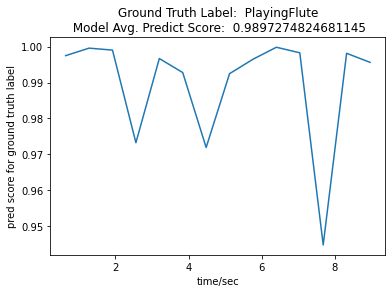 Ground Truth Label:  PlayingFlute
Model Avg. Predict Score:  0.9897274824681145
1.00
0.99
0.98
0.97
0.96
0.95
pred score for ground truth label
2
4
6
8
time/sec